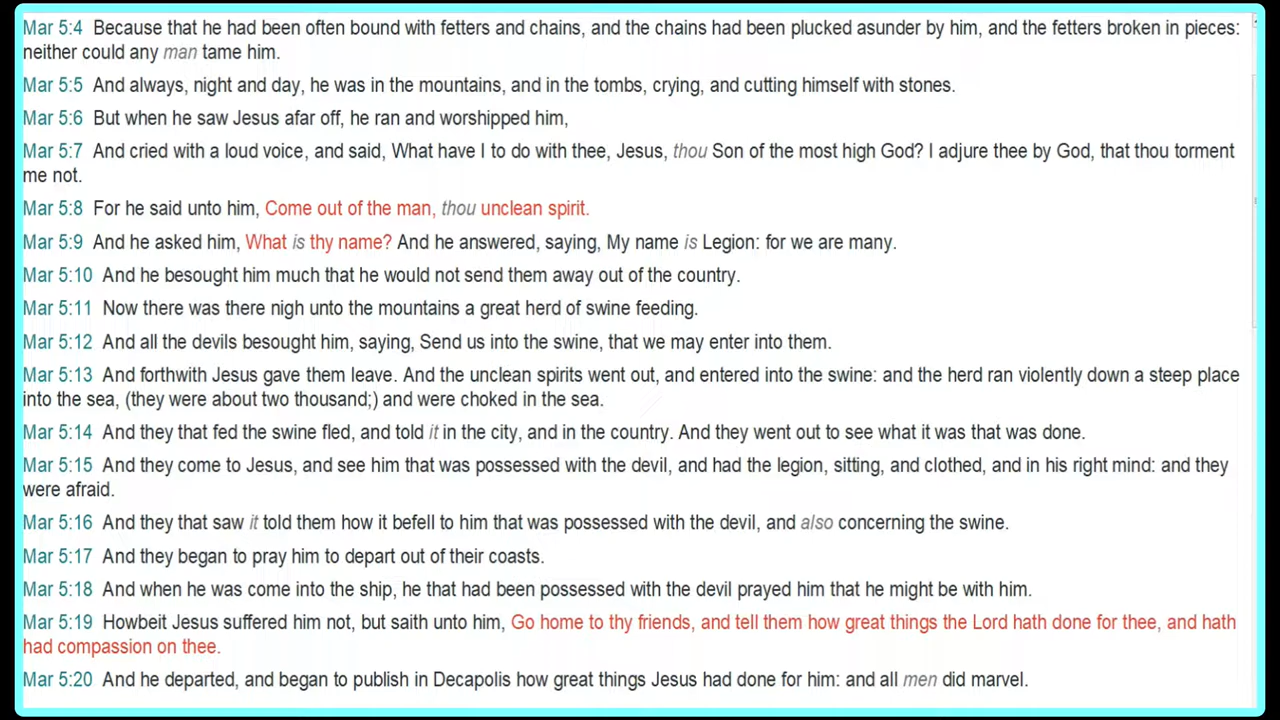 Mar 5:4 Because that he had been often bound with fetters and chains, and the chains had been plucked asunder by him, and the fetters broken in pieces:
neither could any man tame him.
Mar 5:5 And always, night and day, he was in the mountains, and in the tombs, crying, and cutting himself with stones.
Mar 5:6 But when he saw Jesus afar off, he ran and worshipped him,
Mar 5:7 And cried with a loud voice, and said, What have I to do with thee, Jesus, thou Son of the most high God? I adjure thee by God, that thou torment
me not.
Mar 5:8 For he said unto him, Come out of the man, thou unclean spirit.
Mar 5:9 And he asked him, What is thy name? And he answered, saying, My name is Legion: for we are many.
Mar 5:10 And he besought him much that he would not send them away out of the country.
Mar 5:11 Now there was there nigh unto the mountains a great herd of swine feeding.
Mar 5:12 And all the devils besought him, saying, Send us into the swine, that we may enter into them.
Mar 5:13 And forthwith Jesus gave them leave. And the unclean spirits went out, and entered into the swine: and the herd ran violently down a steep place
into the sea, (they were about two thousand;) and were choked in the sea.
Mar 5:14 And they that fed the swine fled, and told it in the city, and in the country. And they went out to see what it was that was done.
Mar 5:15 And they come to Jesus, and see him that was possessed with the devil, and had the legion, sitting, and clothed, and in his right mind: and they
were afraid.
Mar 5:16 And they that saw it told them how it befell to him that was possessed with the devil, and also concerning the swine.
Mar 5:17 And they began to pray him to depart out of their coasts.
Mar 5:18 And when he was come into the ship, he that had been possessed with the devil prayed him that he might be with him.
Mar 5:19 Howbeit Jesus suffered him not, but saith unto him, Go home to thy friends, and tell them how great things the Lord hath done for thee, and hath
had compassion on thee.
Mar 5:20 And he departed, and began to publish in Decapolis how great things Jesus had done for him: and all men did marvel.